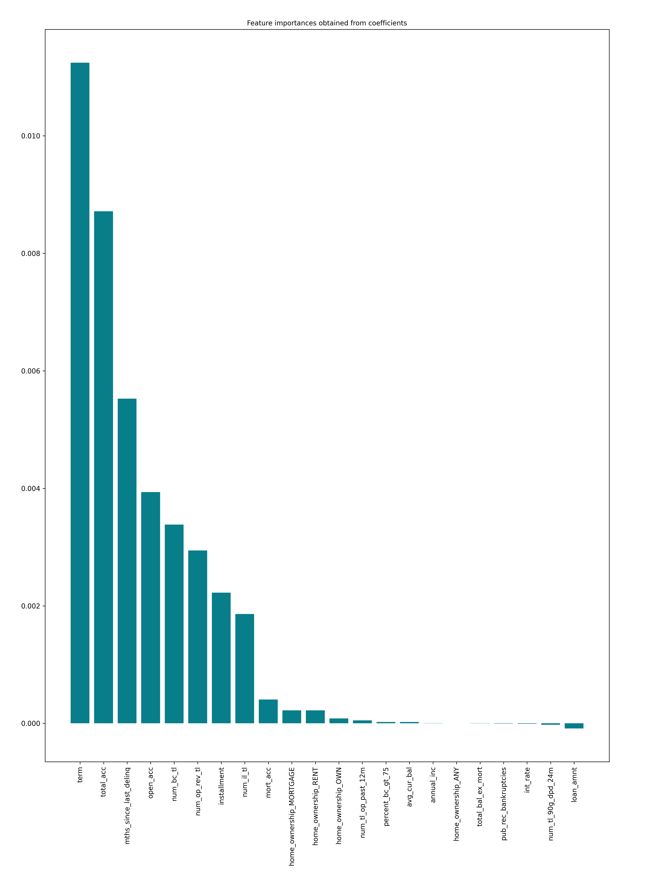 Feature importances obtained from coefficients
0.010
0.008
0.006
0.004
0.002
0.000
term
total_acc
mths_since_last_delinq
open_acc
num_bc_tl
num_op_rev_tl
installment
num_il_tl
mort_acc
home_ownership_MORTGAGE
home_ownership_RENT
home_ownership_OWN
num_tl_op_past_12m
percent_bc_gt_75
avg_cur_bal
annual_inc
home_ownership_ANY
total_bal_ex_mort
pub_rec_bankruptcies
int_rate
num_tl_90g_dpd_24m
loan_amnt